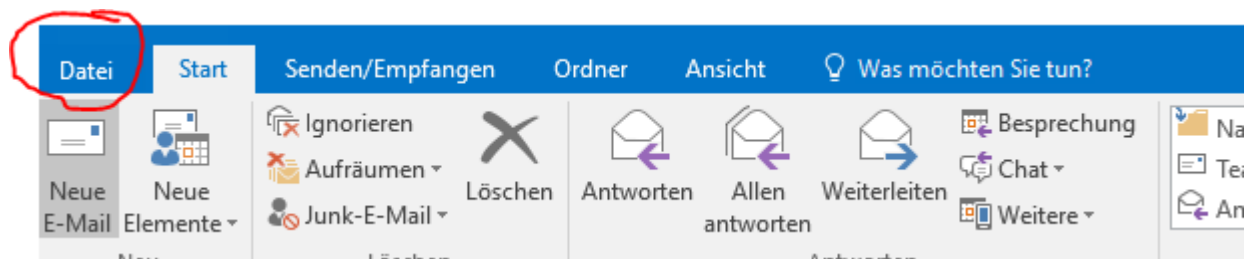 Datei Start Senden/Empfangen Ordner Ansicht Was möchten Sie tun?
Ignorieren
Aufräumen
Junk-E-Mail
Neue
E-Mail
Neue
Elemente
Löschen
Antworten
Allen
antworten
Weiterleiten
Besprechung
Chat
Weitere